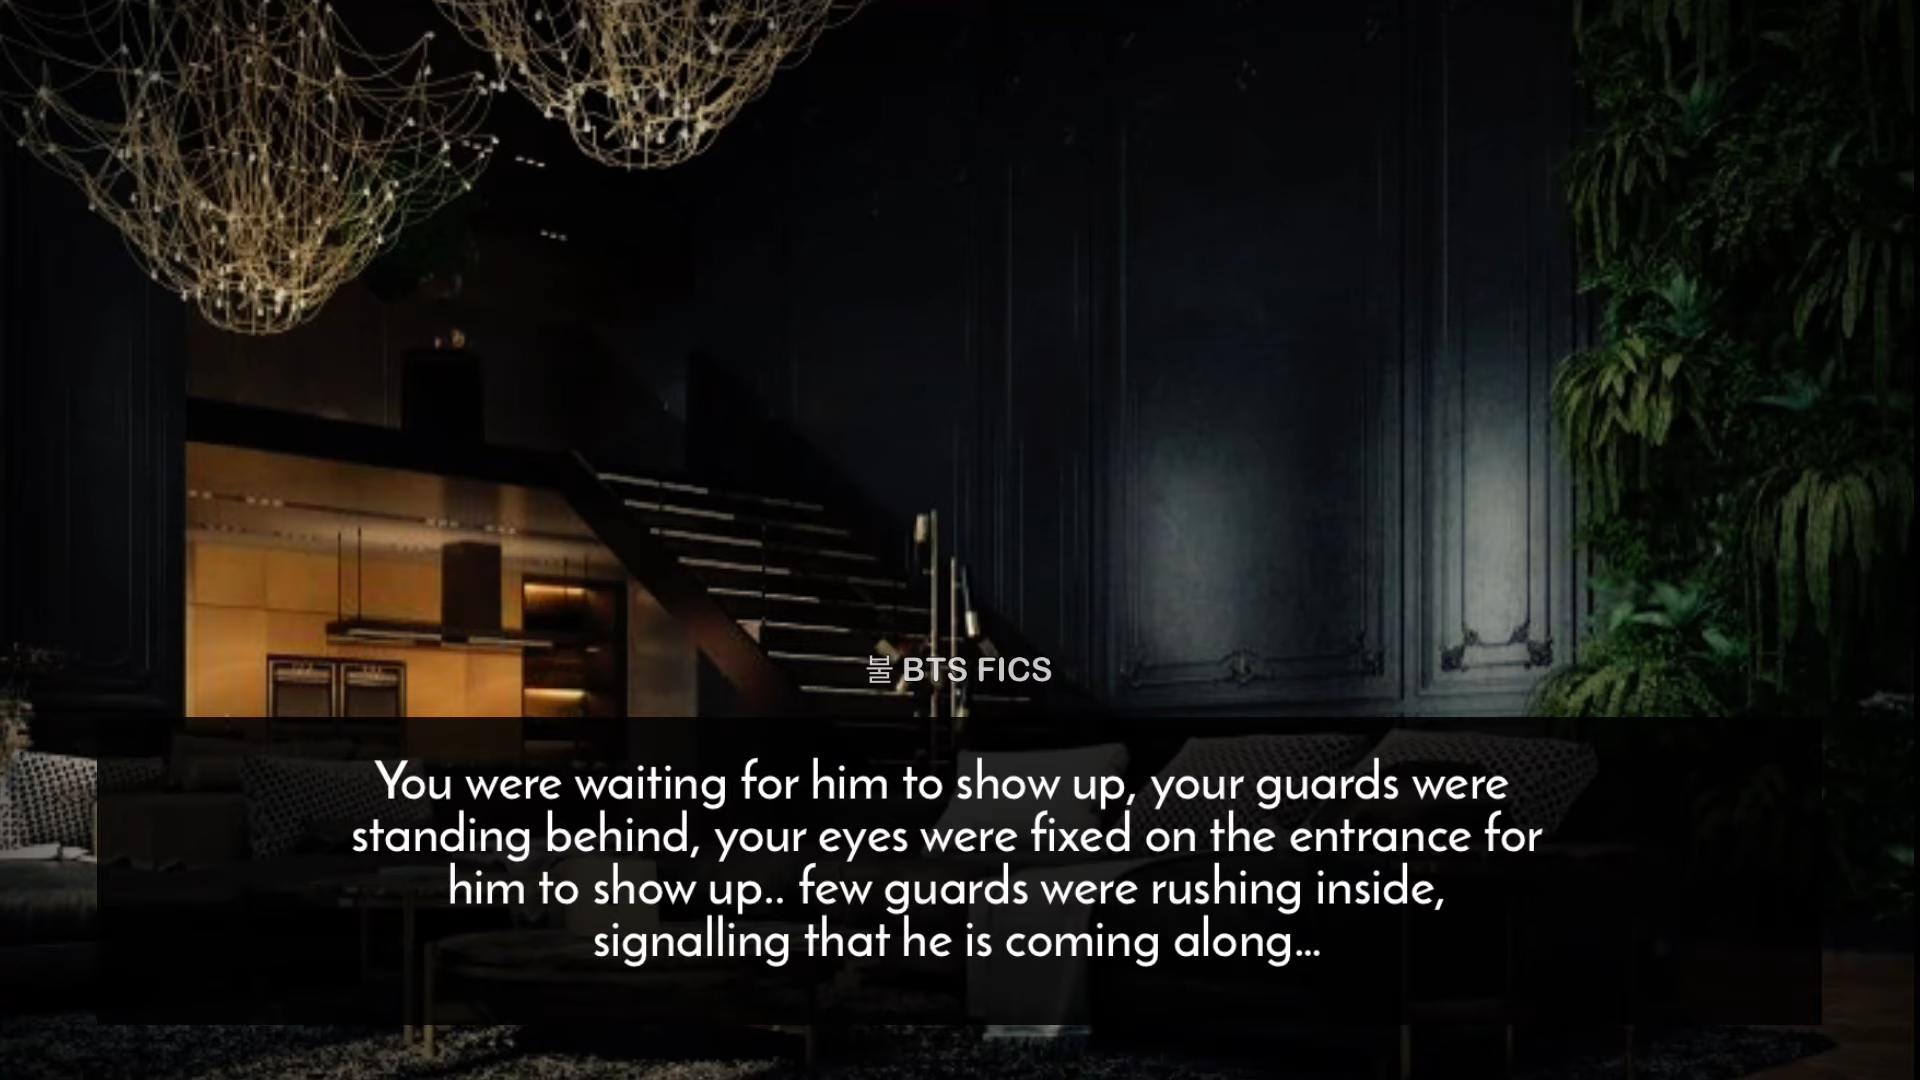 불 BTS FICS
You were waiting for him to show up, your guards were
standing behind, your eyes were fixed on the entrance for
him to show up.. few guards were rushing inside,
signalling that he is coming along...